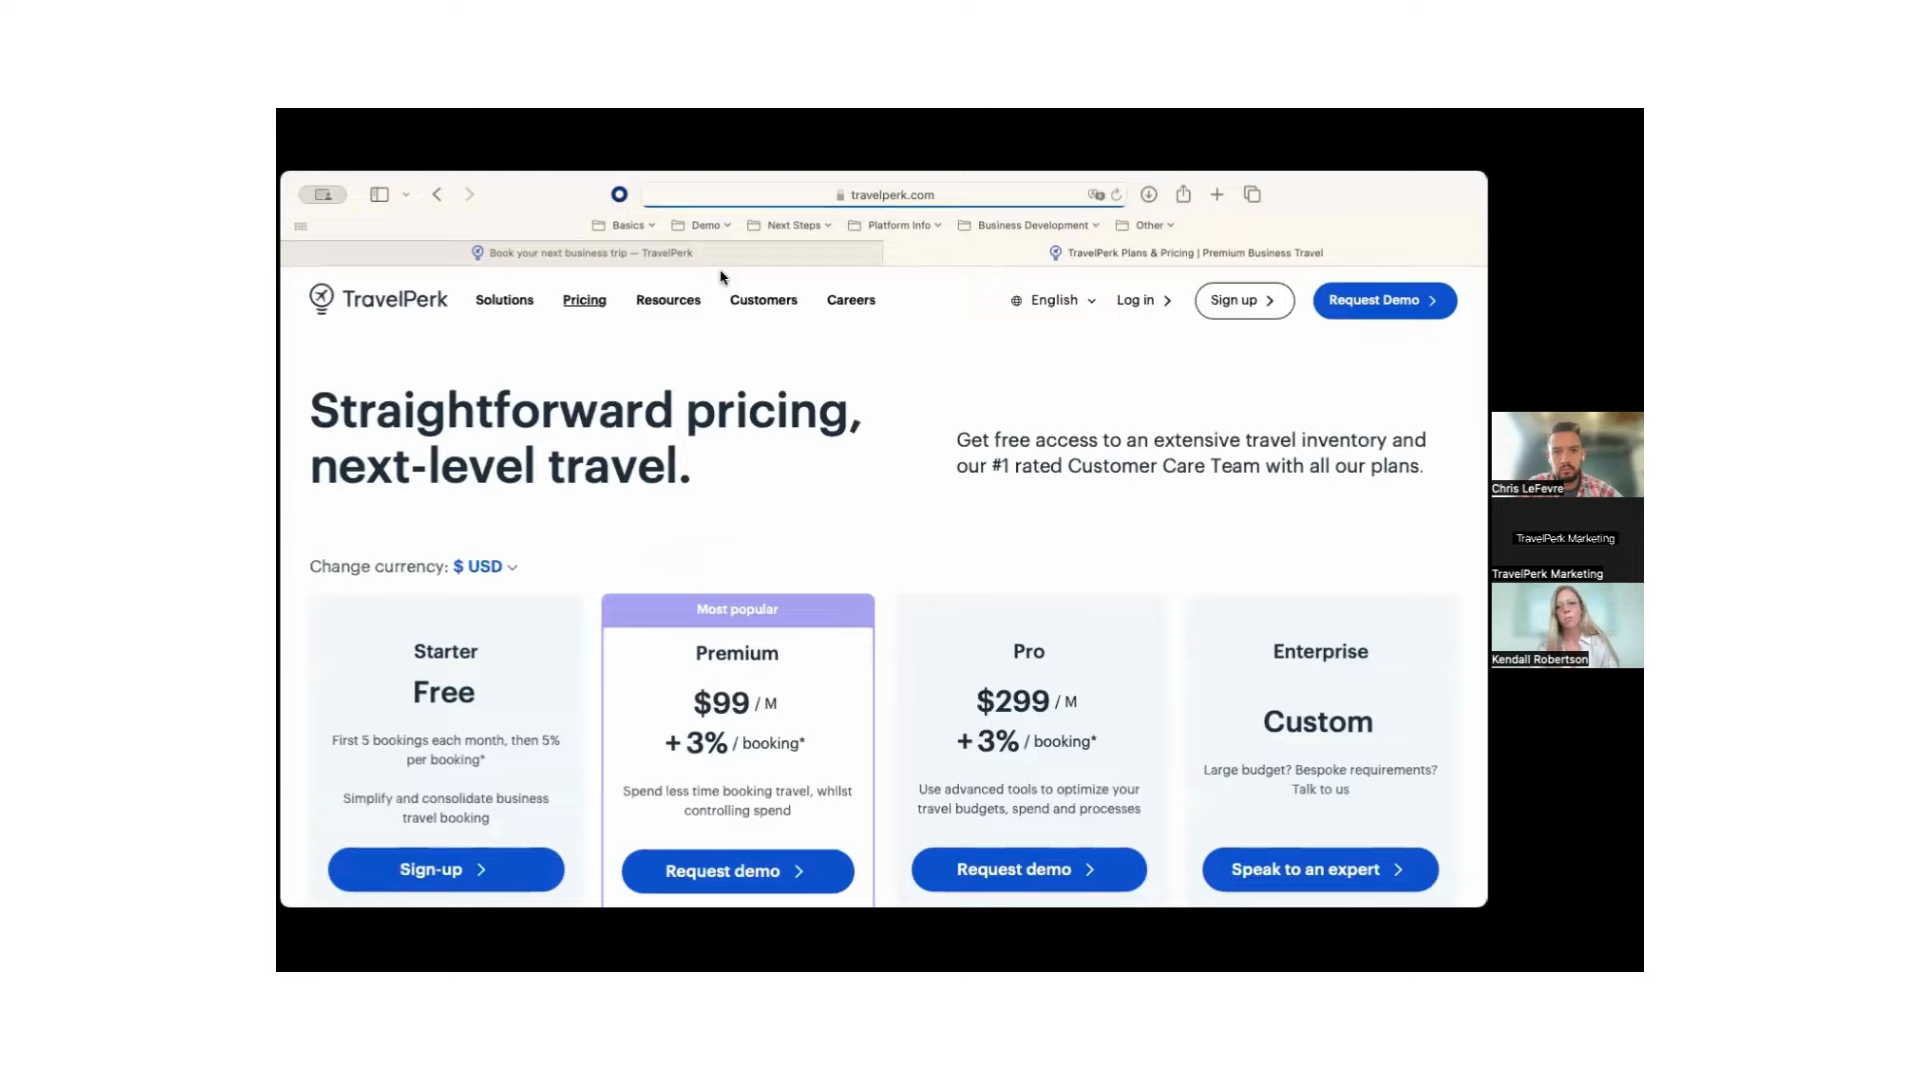 travelperk.com
Basics
Demo
Next Steps
Platform Info
Business Development
Other
Book your next business trip — TravelPerk
TravelPerk Plans & Pricing | Premium Business Travel
TravelPerk
Solutions
Pricing
Resources
Customers
Careers
English
Log in
Sign up
Request Demo
Straightforward pricing,
next-level travel.
Get free access to an extensive travel inventory and
our #1 rated Customer Care Team with all our plans.
Change currency: $ USD
Most popular
Starter
Free
First 5 bookings each month, then 5%
per booking*
Simplify and consolidate business
travel booking
Sign-up
Premium
$99 / M
+ 3% / booking*
Spend less time booking travel, whilst
controlling spend
Request demo
Pro
$299 / M
+ 3% / booking*
Use advanced tools to optimize your
travel budgets, spend and processes
Request demo
Enterprise
Custom
Large budget? Bespoke requirements?
Talk to us
Speak to an expert
Chris LeFevre
TravelPerk Marketing
TravelPerk Marketing
Kendall Robertson